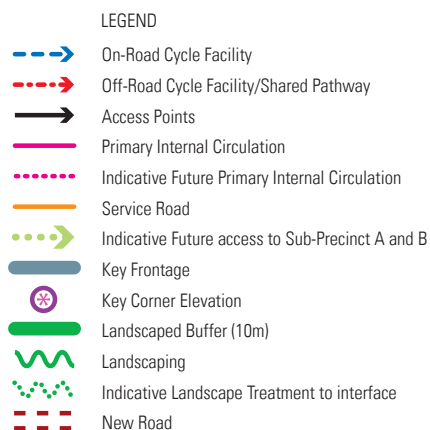 LEGEND
On-Road Cycle Facility
Off-Road Cycle Facility/Shared Pathway
Access Points
Primary Internal Circulation
Indicative Future Primary Internal Circulation
Service Road
Indicative Future access to Sub-Precinct A and B
Key Frontage
Key Corner Elevation
Landscaped Buffer (10m)
Landscaping
Indicative Landscape Treatment to interface
New Road